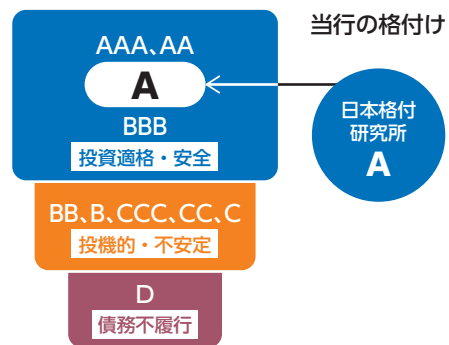 当行の格付け
AAA、AA
A
BBB
投資適格・安全
日本格付
研究所
A
BB、B、CCC、CC、C
投機的・不安定
D
債務不履行